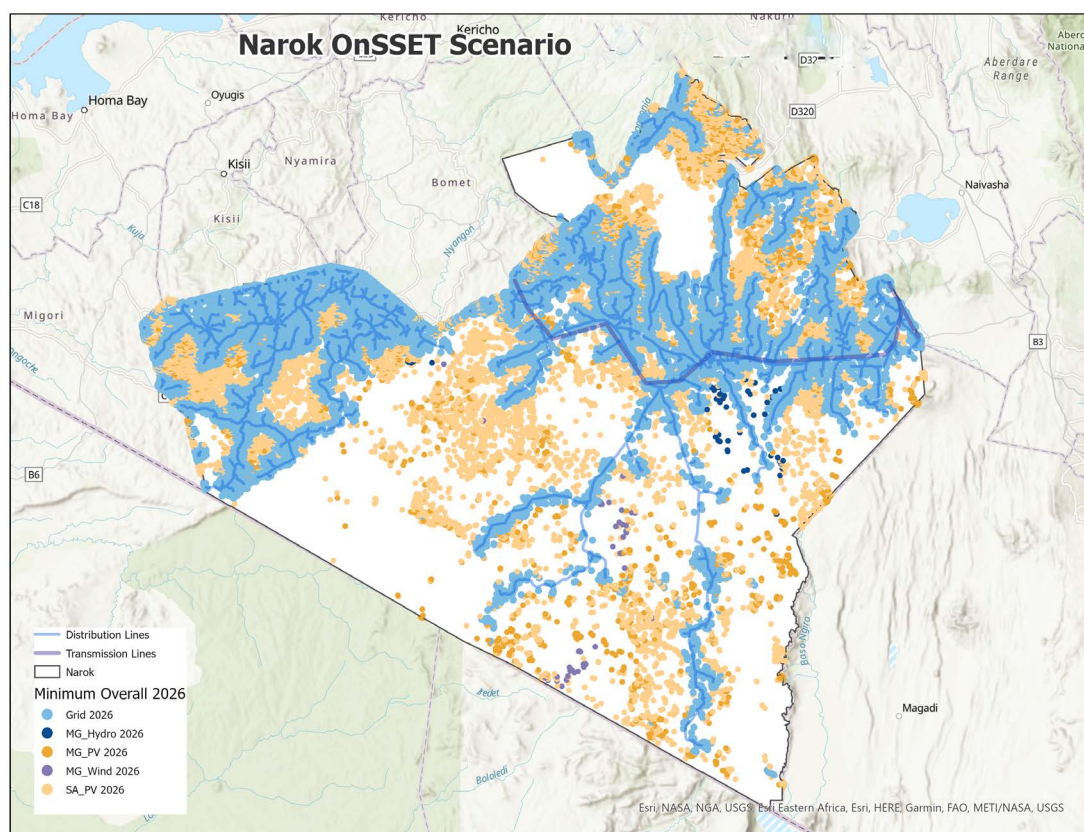 Kericho
Kericho
Nakuru
Narok OnSSET Scenario
D32
Aberdare
Range
Homa Bay
Homa Bay
Oyugis
D320
Kisii
Nyamira
Bomet
Naivasha
C18
Kisii
Kuja
Nyangon
Migori
B3
B6
Distribution Lines
Transmission Lines
Narok
Minimum Overall 2026
Grid 2026
MG_Hydro 2026
MG_PV 2026
MG_Wind 2026
SA_PV 2026
Bololedi
Magadi
Esri, NASA, NGA, USGS, Esri Eastern Africa, Esri, HERE, Garmin, FAO, METI/NASA, USGS